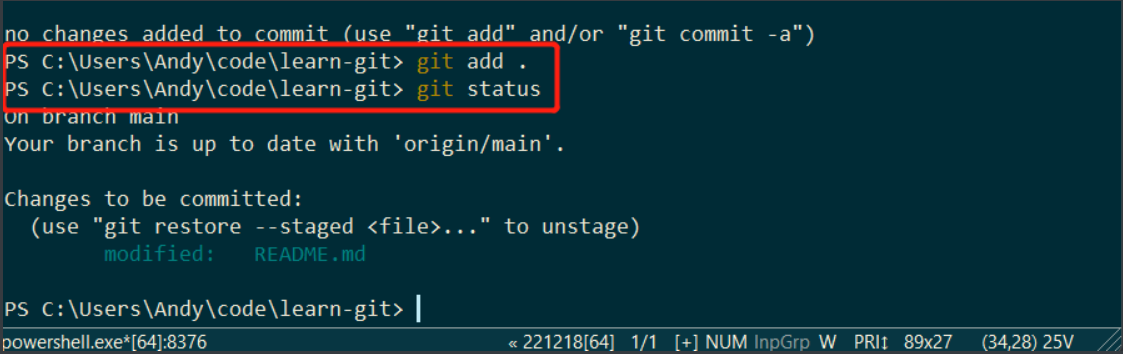 no changes added to commit (use "git add" and/or "git commit -a")
PS C:\Users\Andy\code\learn-git> git add .
PS C:\Users\Andy\code\learn-git> git status
On branch main
Your branch is up to date with 'origin/main'.
Changes to be committed:
  (use "git restore --staged <file>..." to unstage)
        modified:   README.md
PS C:\Users\Andy\code\learn-git>
powershell.exe*[64]:8376 « 221218[64] 1/1 [+] NUM InpGrp W PRI↕ 89x27 (34,28) 25V